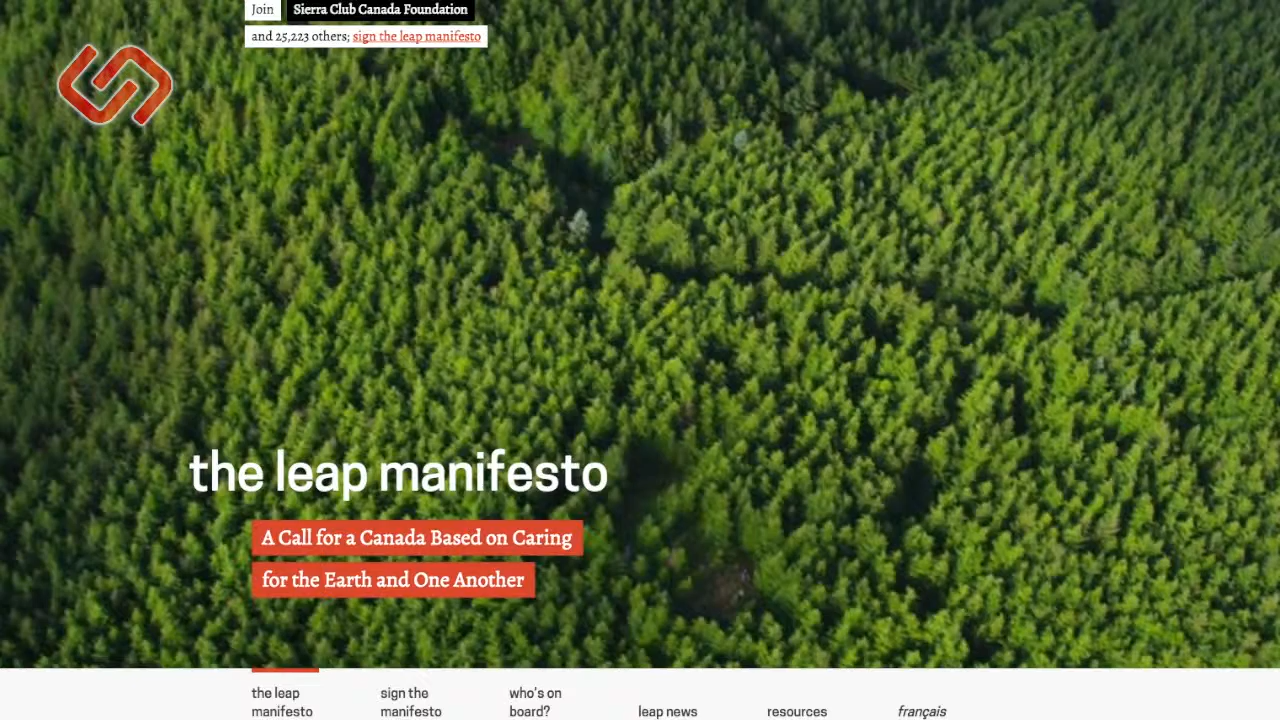 Join Sierra Club Canada Foundation
and 25,223 others; sign the leap manifesto
the leap manifesto
A Call for a Canada Based on Caring
for the Earth and One Another
the leap manifesto
sign the manifesto
who's on board?
leap news
resources
français